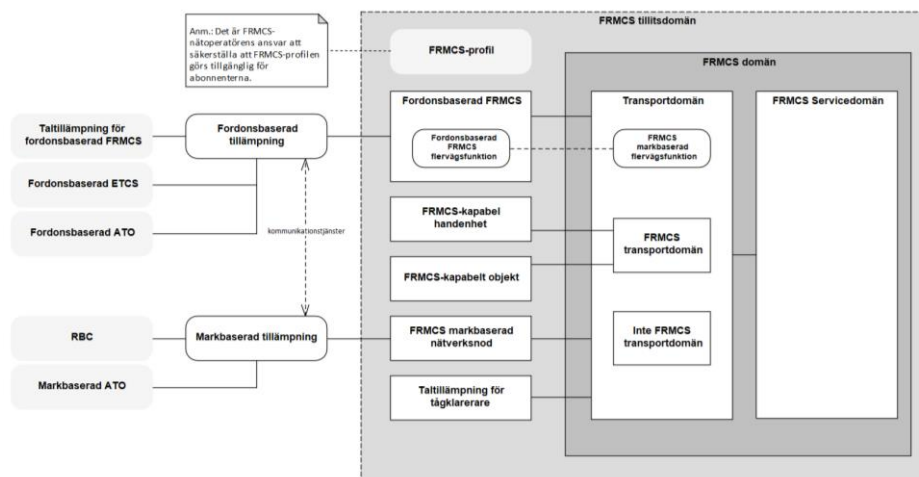 FRMCS tillitsdomän
Anm.: Det är FRMCS-
nätoperatörens ansvar att
säkerställa att FRMCS-profilen
görs tillgänglig för
abonnenterna.
FRMCS-profil
FRMCS domän
Fordonsbaserad FRMCS
Transportdomän
FRMCS Servicedomän
Taltillämpning för
fordonsbaserad FRMCS
Fordonsbaserad
tillämpning
Fordonsbaserad
FRMCS
flervägsfunktion
FRMCS
markbaserad
flervägsfunktion
Fordonsbaserad ETCS
Fordonsbaserad ATO
kommunikationstjänster
FRMCS-kapabel
handenhet
FRMCS
transportdomän
FRMCS-kapabelt objekt
RBC
Markbaserad tillämpning
FRMCS markbaserad
nätverksnod
Inte FRMCS
transportdomän
Markbaserad ATO
Taltillämpning för
tågklarerare